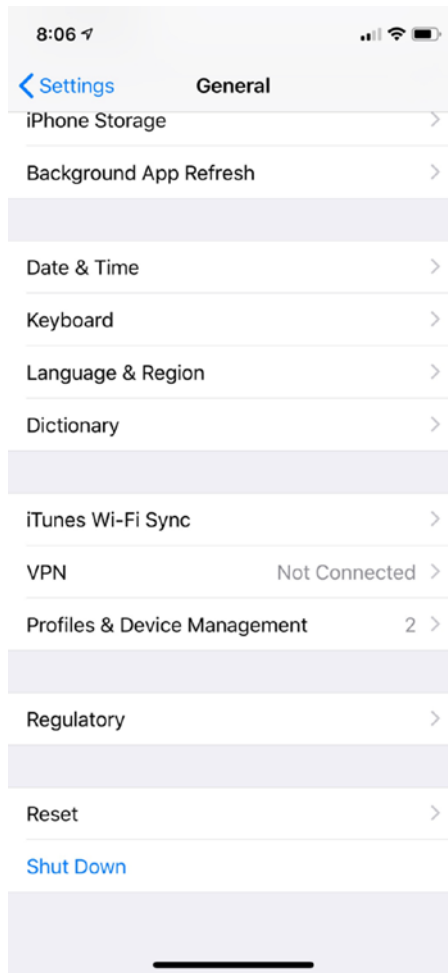 8:06
Settings General
iPhone Storage
Background App Refresh
Date & Time
Keyboard
Language & Region
Dictionary
iTunes Wi-Fi Sync
VPN Not Connected
Profiles & Device Management 2
Regulatory
Reset
Shut Down